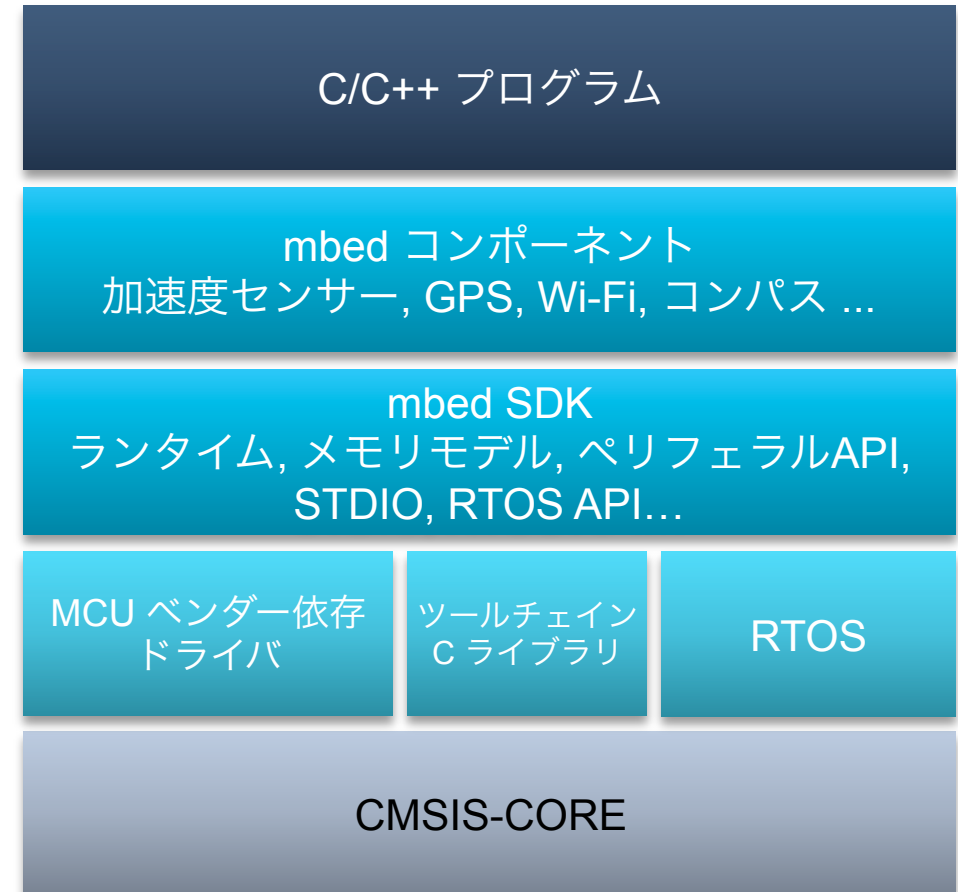 C/C++ プログラム
mbed コンポーネント
加速度センサー, GPS, Wi-Fi, コンパス ...
mbed SDK
ランタイム, メモリモデル, ペリフェラルAPI,
STDIO, RTOS API…
MCU ベンダー依存
ドライバ
ツールチェイン
C ライブラリ
RTOS
CMSIS-CORE